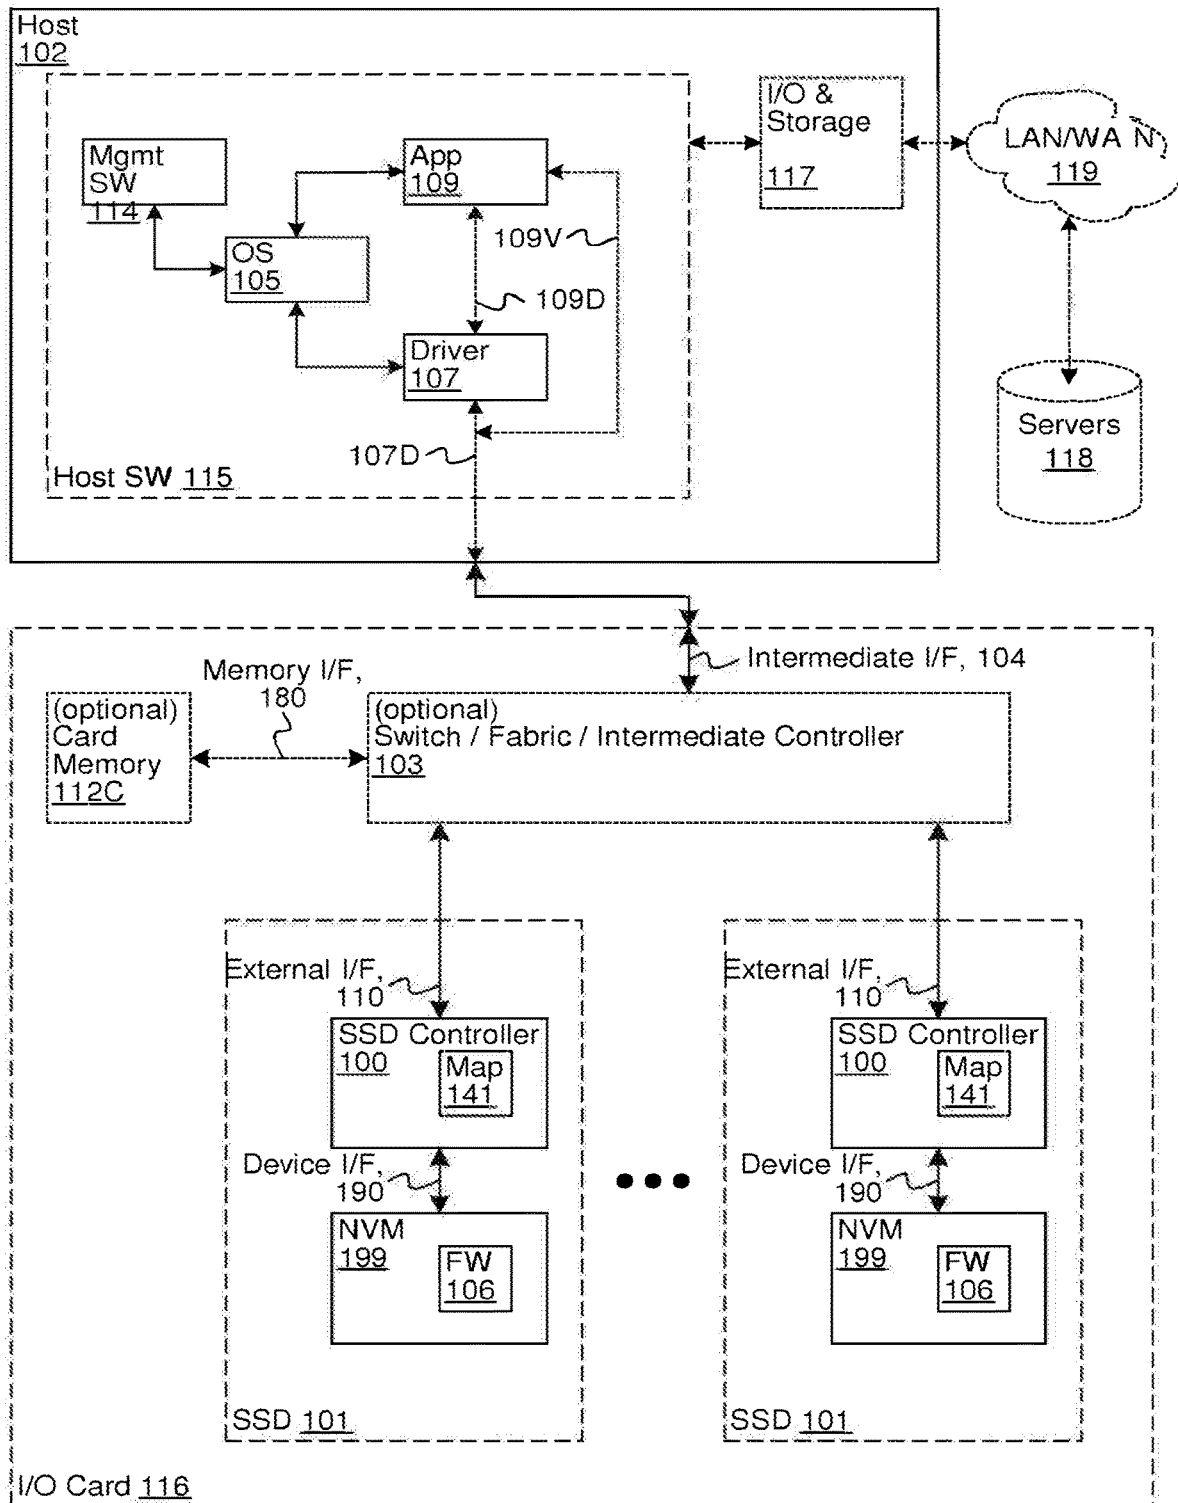 Host
102
I/O &
Storage
117
LAN/WA N
119
Mgmt
SW
114
App
109
OS
105
109V
109D
Driver
107
107D
Servers
118
Host SW 115
Intermediate I/F, 104
Memory I/F,
180
(optional)
Card
Memory
112C
(optional)
Switch / Fabric / Intermediate Controller
103
External I/F,
110
SSD Controller
100
Map
141
Device I/F,
190
NVM
199
FW
106
SSD 101
External I/F,
110
SSD Controller
100
Map
141
Device I/F,
190
NVM
199
FW
106
SSD 101
I/O Card 116